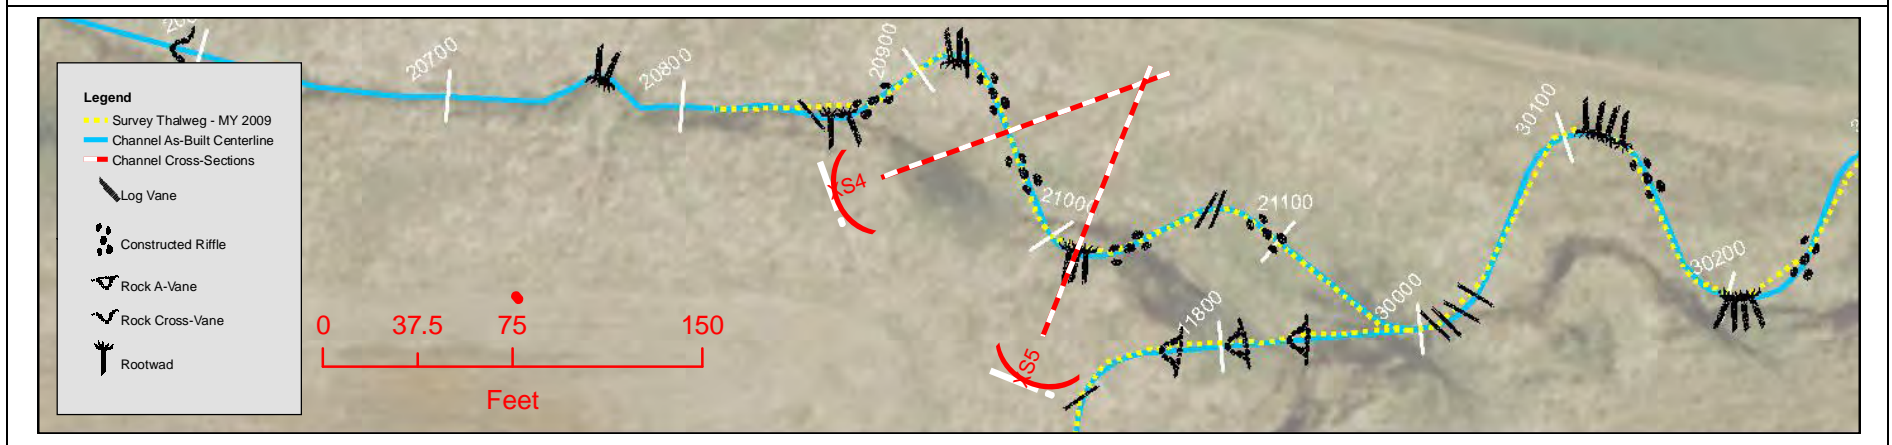 20700
20800
20900
21000
21100
11800
30000
30100
30200
Legend
Survey Thalweg - MY 2009
Channel As-Built Centerline
Channel Cross-Sections
Log Vane
Constructed Riffle
Rock A-Vane
Rock Cross-Vane
Rootwad
XS4
XS5
0 37.5 75 150
Feet